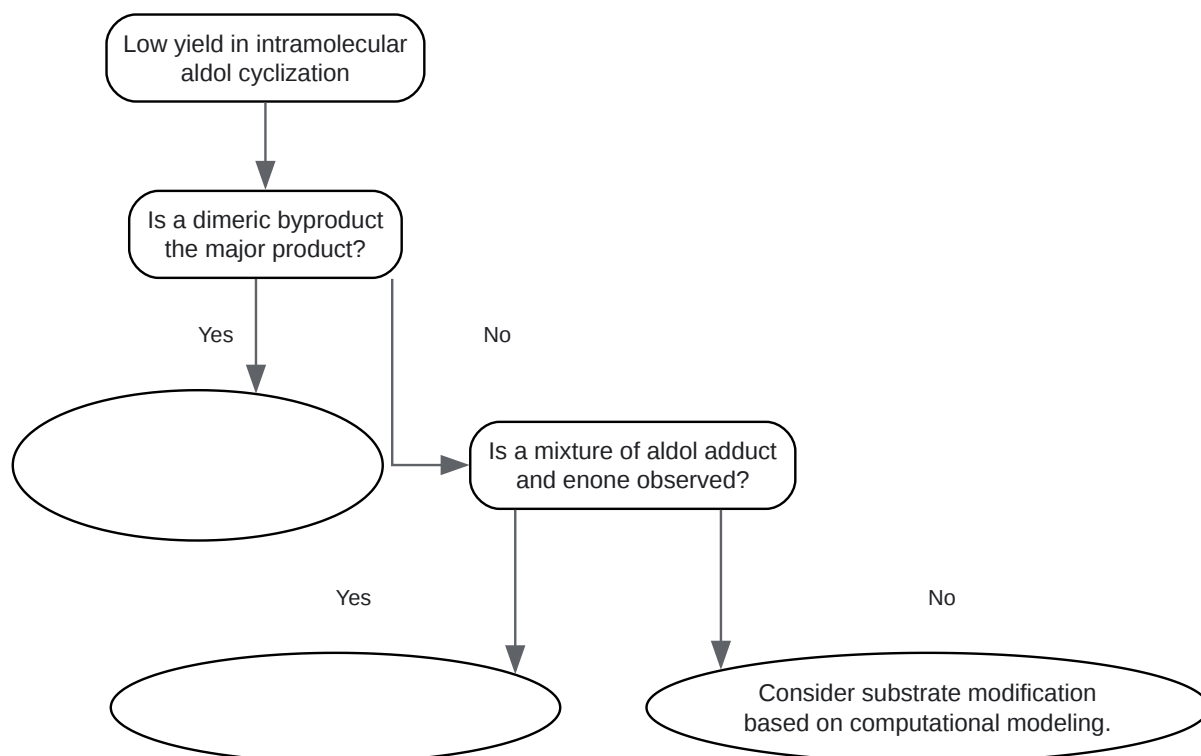 Low yield in intramolecular
aldol cyclization
Is a dimeric byproduct
the major product?
Yes
No
Is a mixture of aldol adduct
and enone observed?
Yes
No
Consider substrate modification
based on computational modeling.